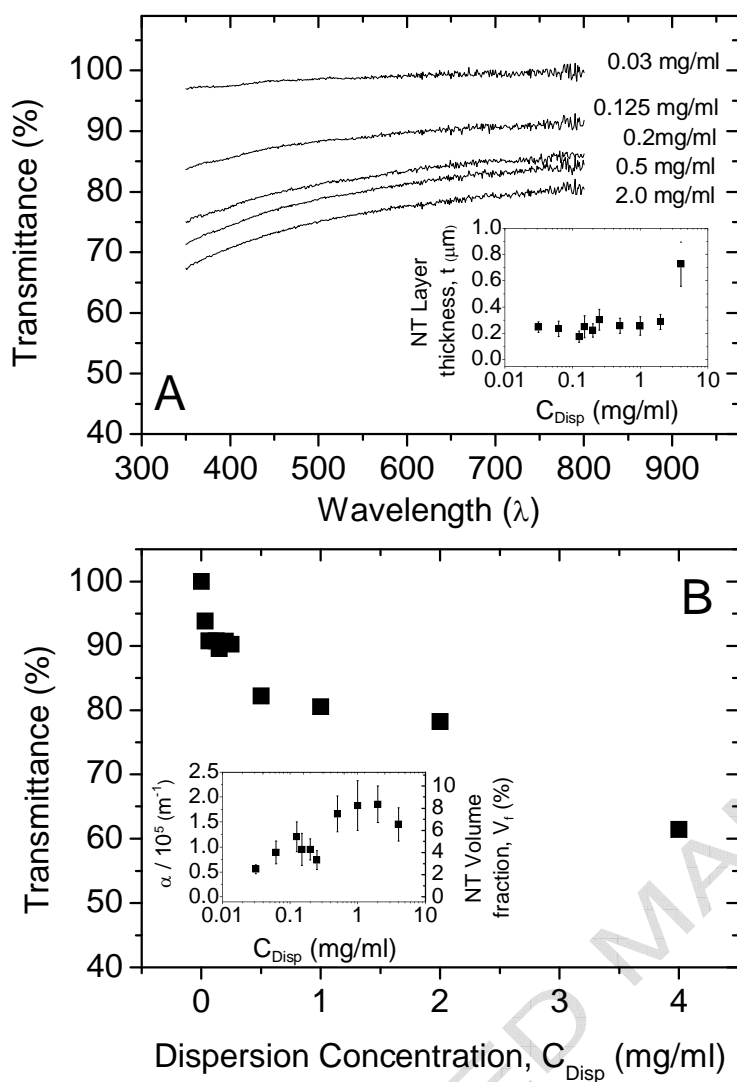 100
90
80
70
60
50
40
Transmittance (%)
0.03 mg/ml
0.125 mg/ml
0.2mg/ml
0.5 mg/ml
2.0 mg/ml
1.0
0.8
0.6
0.4
0.2
0.0
NT Layer
thickness, t (μm)
0.01 0.1 1 10
C_Disp (mg/ml)
A
300 400 500 600 700 800 900
Wavelength (λ)
B
100
90
80
70
60
50
40
Transmittance (%)
2.5
2.0
1.5
1.0
0.5
0.0
α / 10⁵ (m⁻¹)
10
8
6
4
2
0
NT Volume
fraction, V_f (%)
0.01 0.1 1 10
C_Disp (mg/ml)
0 1 2 3 4
Dispersion Concentration, C_Disp (mg/ml)